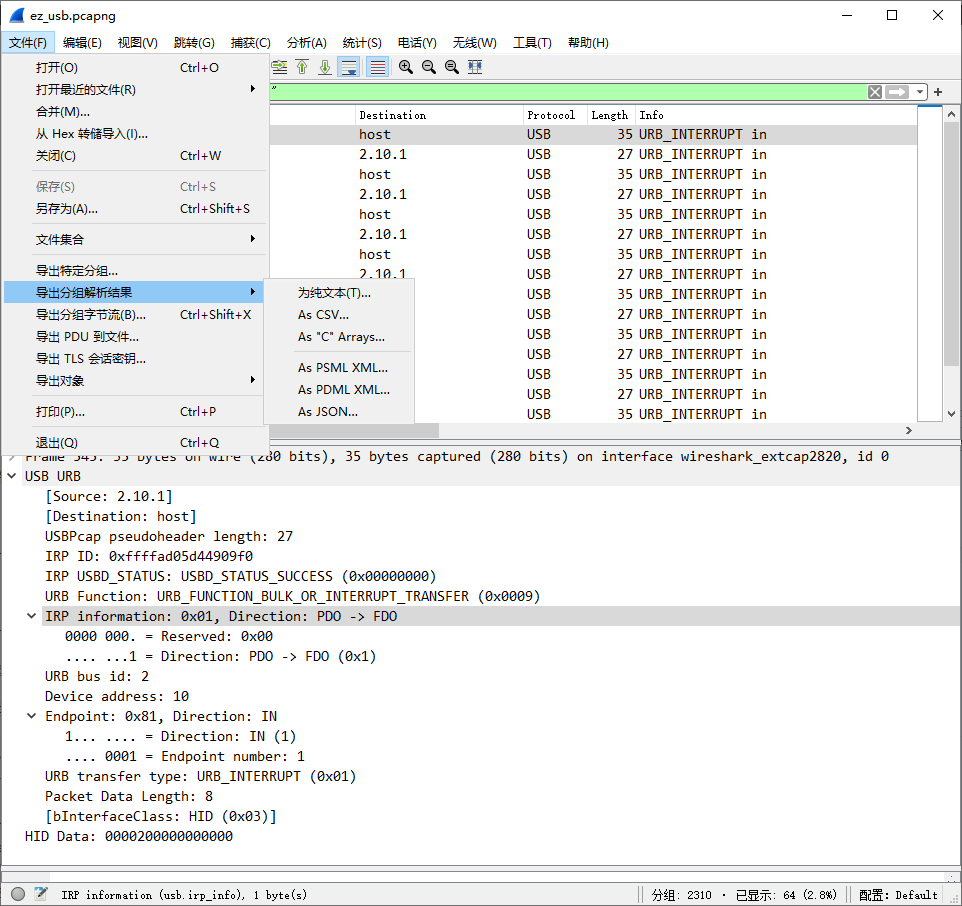 ez_usb.pcapng
文件(F) 编辑(E) 视图(V) 跳转(G) 捕获(C) 分析(A) 统计(S) 电话(Y) 无线(W) 工具(T) 帮助(H)
打开(O) Ctrl+O
打开最近的文件(R)
合并(M)...
从 Hex 转储导入(I)...
关闭(C) Ctrl+W
保存(S) Ctrl+S
另存为(A)... Ctrl+Shift+S
文件集合
导出特定分组...
导出分组解析结果
导出分组字节流(B)... Ctrl+Shift+X
导出 PDU 到文件...
导出 TLS 会话密钥...
导出对象
打印(P)... Ctrl+P
退出(Q) Ctrl+Q
为纯文本(T)...
As CSV...
As "C" Arrays...
As PSML XML...
As PDML XML...
As JSON...
"
Destination Protocol Length Info
host USB 35 URB_INTERRUPT in
2.10.1 USB 27 URB_INTERRUPT in
host USB 35 URB_INTERRUPT in
2.10.1 USB 27 URB_INTERRUPT in
host USB 35 URB_INTERRUPT in
2.10.1 USB 27 URB_INTERRUPT in
host USB 35 URB_INTERRUPT in
2.10.1 USB 27 URB_INTERRUPT in
USB 35 URB_INTERRUPT in
USB 27 URB_INTERRUPT in
USB 35 URB_INTERRUPT in
USB 27 URB_INTERRUPT in
USB 35 URB_INTERRUPT in
USB 27 URB_INTERRUPT in
USB 35 URB_INTERRUPT in
Frame 545: 35 bytes on wire (280 bits), 35 bytes captured (280 bits) on interface wireshark_extcap2820, id 0
USB URB
[Source: 2.10.1]
[Destination: host]
USBPcap pseudoheader length: 27
IRP ID: 0xffffad05d44909f0
IRP USBD_STATUS: USBD_STATUS_SUCCESS (0x00000000)
URB Function: URB_FUNCTION_BULK_OR_INTERRUPT_TRANSFER (0x0009)
IRP information: 0x01, Direction: PDO -> FDO
0000 000. = Reserved: 0x00
.... ...1 = Direction: PDO -> FDO (0x1)
URB bus id: 2
Device address: 10
Endpoint: 0x81, Direction: IN
1... .... = Direction: IN (1)
.... 0001 = Endpoint number: 1
URB transfer type: URB_INTERRUPT (0x01)
Packet Data Length: 8
[bInterfaceClass: HID (0x03)]
HID Data: 0000200000000000
IRP information (usb.irp_info), 1 byte(s) 分组: 2310 · 已显示: 64 (2.8%) 配置: Default